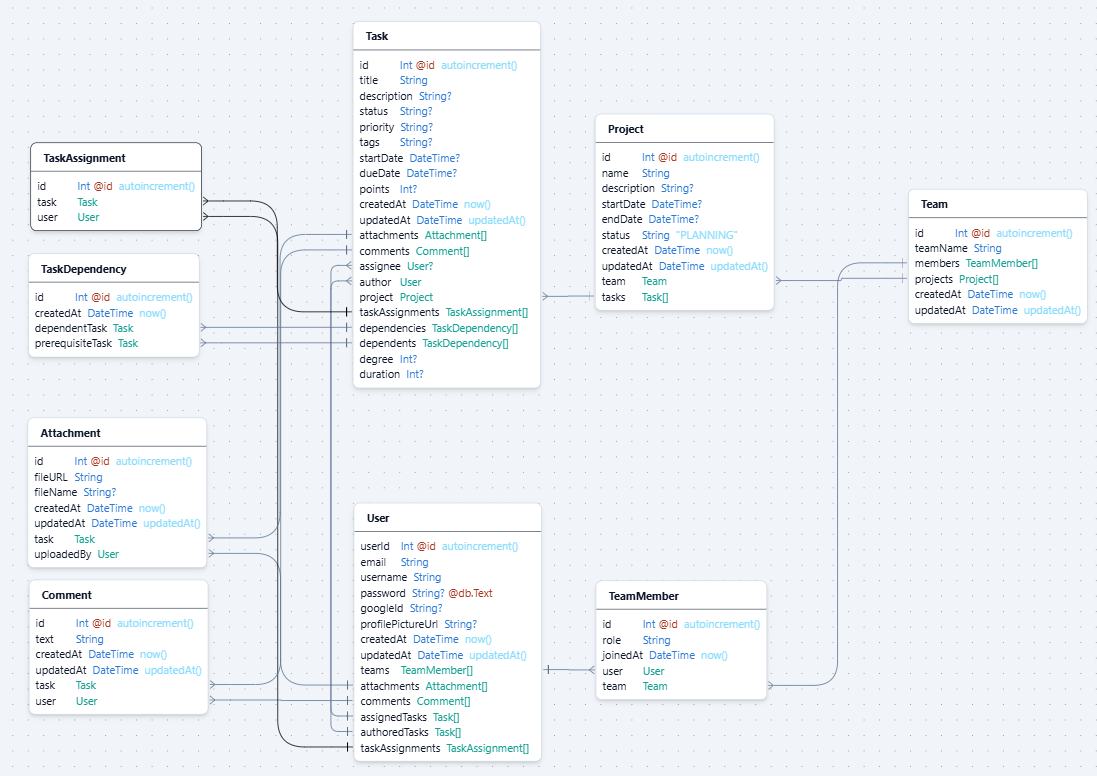 Task
id Int @id autoincrement()
title String
description String?
status String?
priority String?
tags String?
startDate DateTime?
dueDate DateTime?
points Int?
createdAt DateTime now()
updatedAt DateTime updatedAt()
attachments Attachment[]
comments Comment[]
assignee User?
author User
project Project
taskAssignments TaskAssignment[]
dependencies TaskDependency[]
dependents TaskDependency[]
degree Int?
duration Int?
Project
id Int @id autoincrement()
name String
description String?
startDate DateTime?
endDate DateTime?
status String "PLANNING"
createdAt DateTime now()
updatedAt DateTime updatedAt()
team Team
tasks Task[]
Team
id Int @id autoincrement()
teamName String
members TeamMember[]
projects Project[]
createdAt DateTime now()
updatedAt DateTime updatedAt()
TaskAssignment
id Int @id autoincrement()
task Task
user User
TaskDependency
id Int @id autoincrement()
createdAt DateTime now()
dependentTask Task
prerequisiteTask Task
Attachment
id Int @id autoincrement()
fileURL String
fileName String?
createdAt DateTime now()
updatedAt DateTime updatedAt()
task Task
uploadedBy User
Comment
id Int @id autoincrement()
text String
createdAt DateTime now()
updatedAt DateTime updatedAt()
task Task
user User
User
userId Int @id autoincrement()
email String
username String
password String? @db.Text
googleId String?
profilePictureUrl String?
createdAt DateTime now()
updatedAt DateTime updatedAt()
teams TeamMember[]
attachments Attachment[]
comments Comment[]
assignedTasks Task[]
authoredTasks Task[]
taskAssignments TaskAssignment[]
TeamMember
id Int @id autoincrement()
role String
joinedAt DateTime now()
user User
team Team